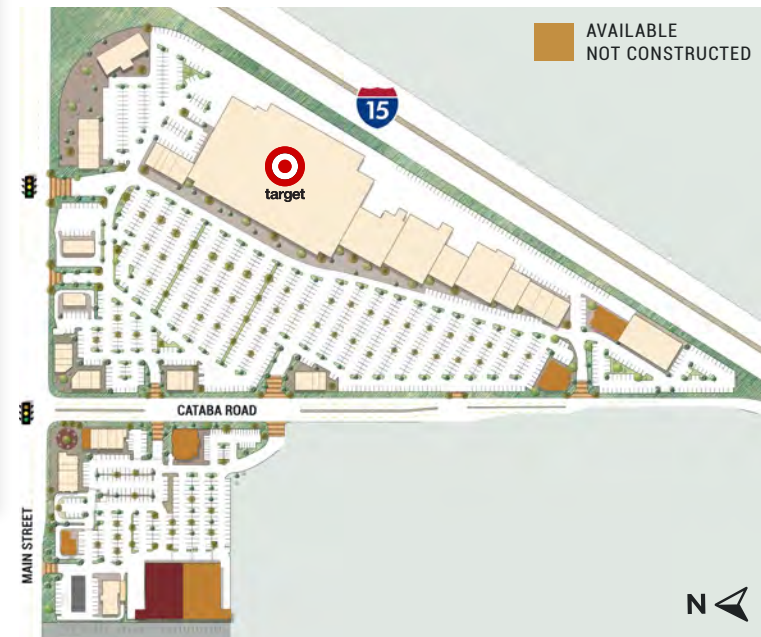 AVAILABLE
NOT CONSTRUCTED
15
target
CATABA ROAD
MAIN STREET
N